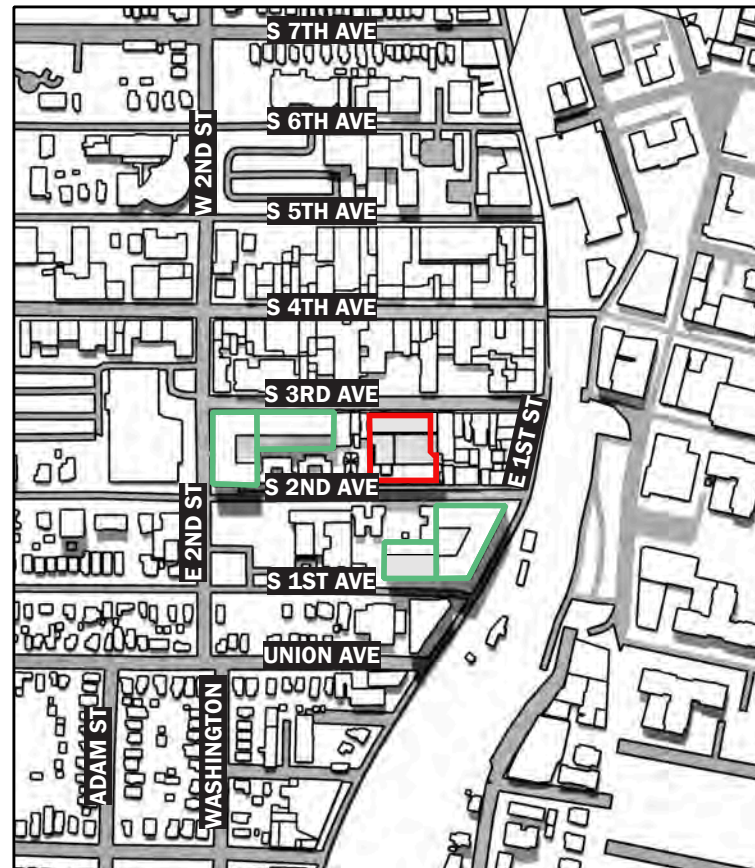 S 7TH AVE
S 6TH AVE
W 2ND ST
S 5TH AVE
S 4TH AVE
S 3RD AVE
E 1ST ST
S 2ND AVE
E 2ND ST
S 1ST AVE
UNION AVE
ADAM ST
WASHINGTON